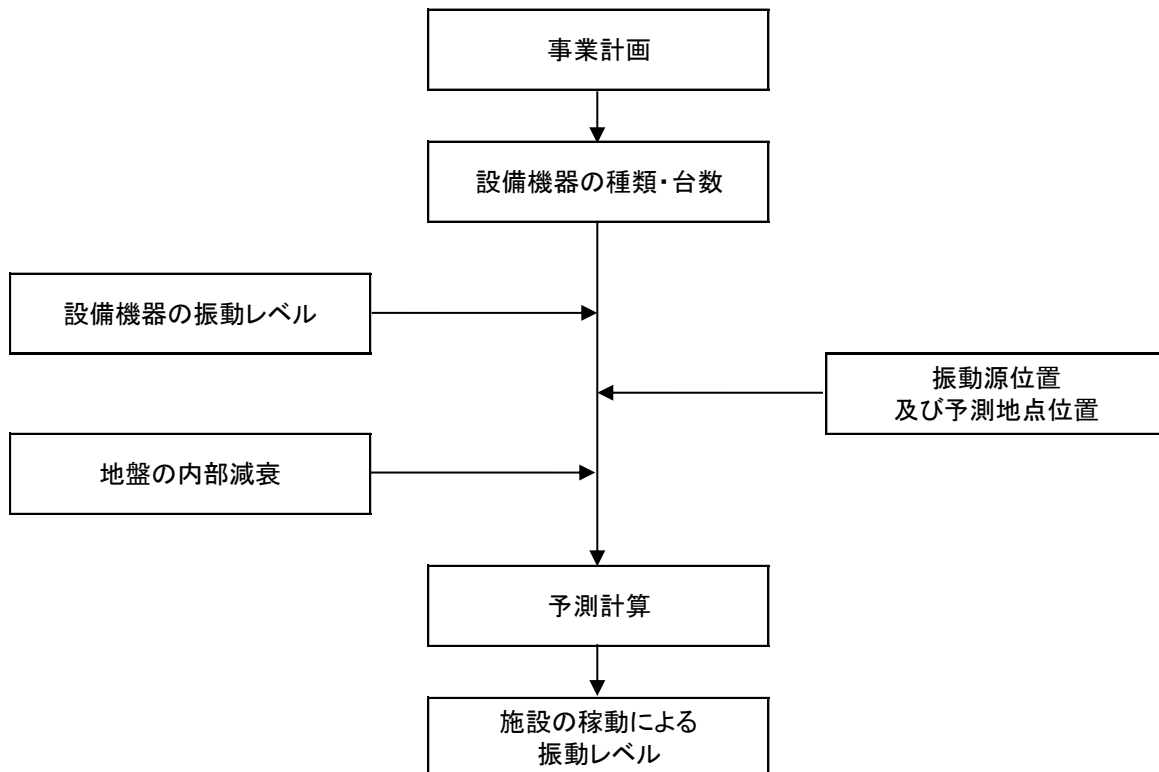 事業計画
設備機器の種類・台数
設備機器の振動レベル
振動源位置
及び予測地点位置
地盤の内部減衰
予測計算
施設の稼動による
振動レベル